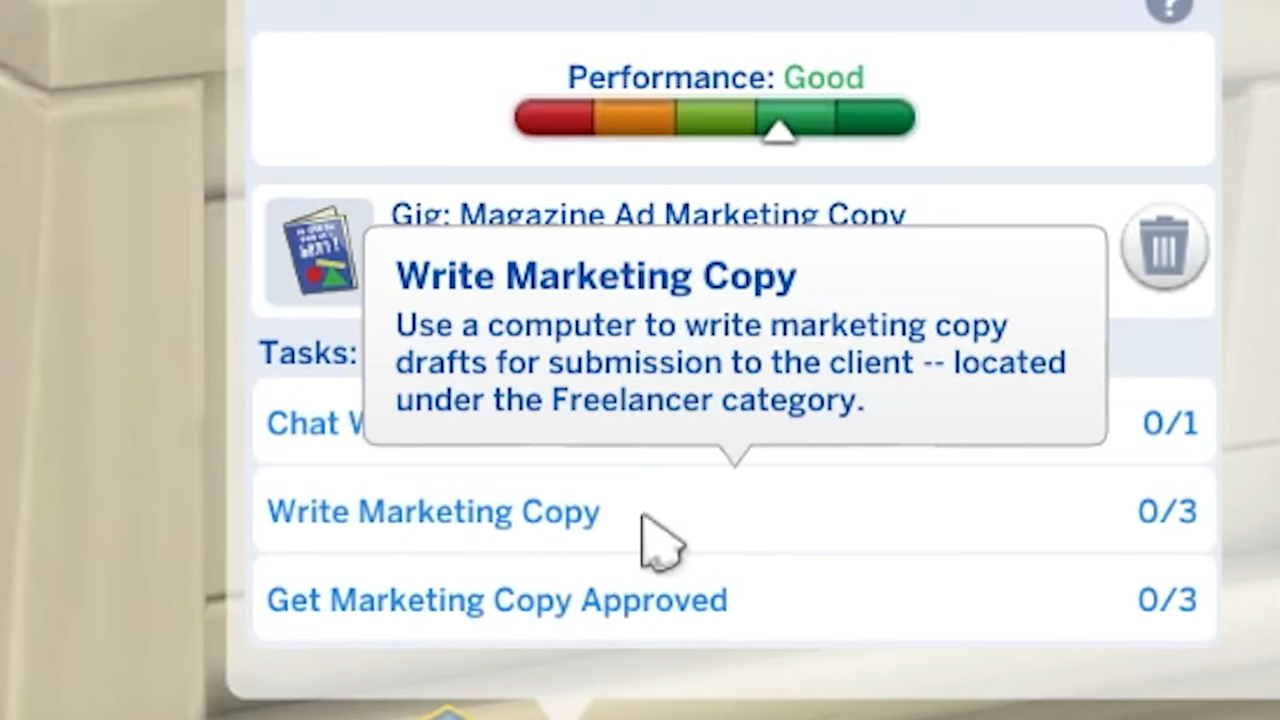 ?
Performance: Good
Gig: Magazine Ad Marketing Copy
Write Marketing Copy
Use a computer to write marketing copy
drafts for submission to the client -- located
under the Freelancer category.
Tasks:
Chat 0/1
Write Marketing Copy 0/3
Get Marketing Copy Approved 0/3